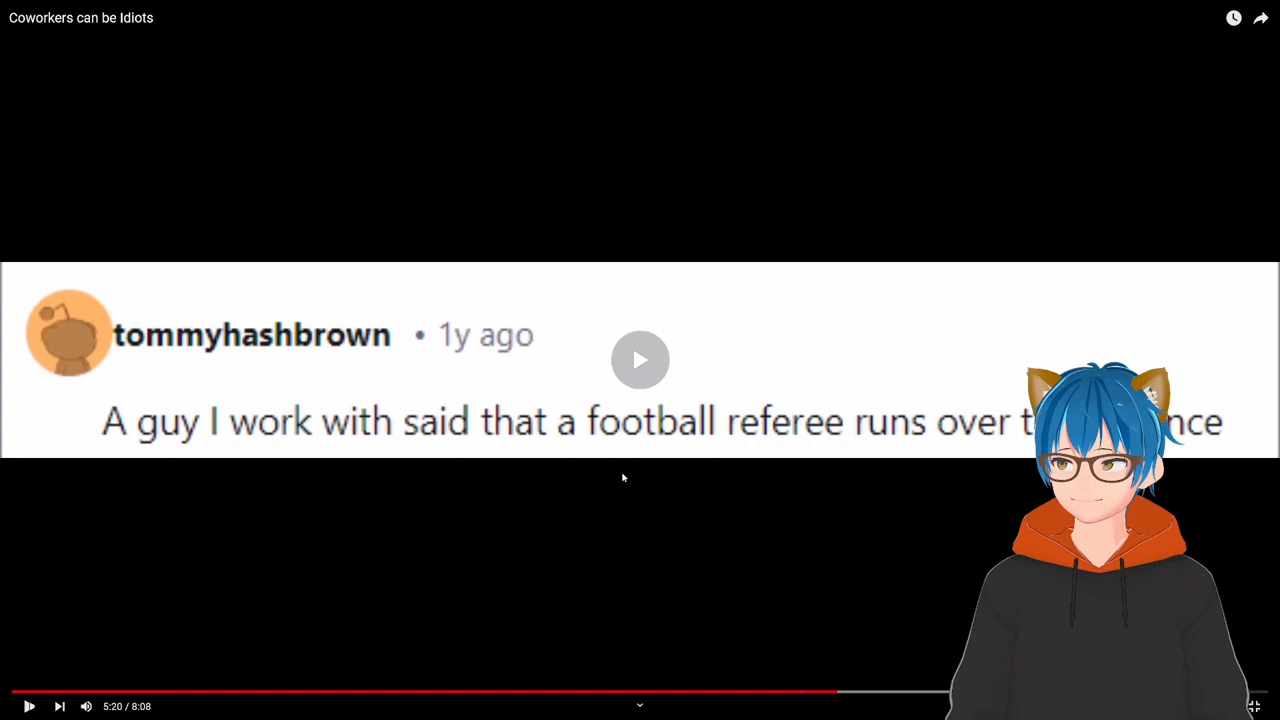 Coworkers can be Idiots
tommyhashbrown • 1y ago
A guy I work with said that a football referee runs over
5:20 / 8:08